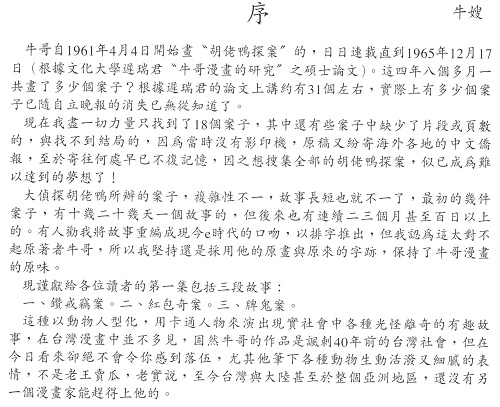 序
牛嫂
牛哥自1961年4月4日開始畫〝胡佬鴨探案〞的，日日連載直到1965年12月17
日（根據文化大學遲瑞君〝牛哥漫畫的研究〞之碩士論文）。這四年八個多月一
共畫了多少個案子？根據遲瑞君的論文上講約有31個左右，實際上有多少個案
子已隨自立晚報的消失已無從知道了。
現在我盡一切力量只找到了18個案子，其中還有些案子中缺少了片段或頁數
的，與找不到結局的，因爲當時沒有影印機，原稿又紛寄海外各地的中文僑
報，至於寄往何處早已不復記憶，因之想搜集全部的胡佬鴨探案，似已成爲難
以達到的夢想了！
大偵探胡佬鴨所辦的案子，複雜性不一，故事長短也就不一了，最初的幾件
案子，有十幾二十幾天一個故事的，但後來也有連續二三個月甚至百日以上
的。有人勸我將故事重編成現今e時代的口吻，以排字推出，但我認爲這太對不
起原著者牛哥，所以我堅持還是採用他的原畫與原來的字跡，保持了牛哥漫畫
的原味。
現謹獻給各位讀者的第一集包括三段故事：
一、鑽戒竊案。二、紅包奇案。三、牌鬼案。
這種以動物人型化，用卡通人物來演出現實社會中各種光怪離奇的有趣故
事，在台灣漫畫中並不多見，固然牛哥的作品是諷刺40年前的台灣社會，但在
今日看來卻絕不會令你感到落伍，尤其他筆下各種動物生動活潑又細膩的表
情，不是老王賣瓜，老實說，至今台灣與大陸甚至於整個亞洲地區，還沒有另
一個漫畫家能趕得上他的。